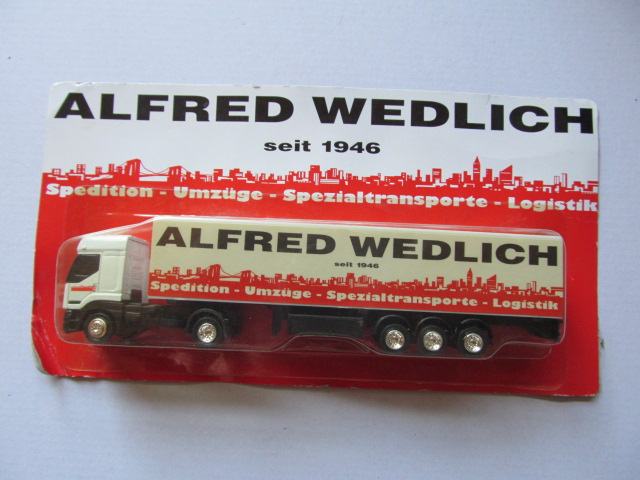 ALFRED WEDLICH
seit 1946
Spedition - Umzüge - Spezialtransporte - Logistik
ALFRED WEDLICH
seit 1946
Spedition - Umzüge - Spezialtransporte - Logistik